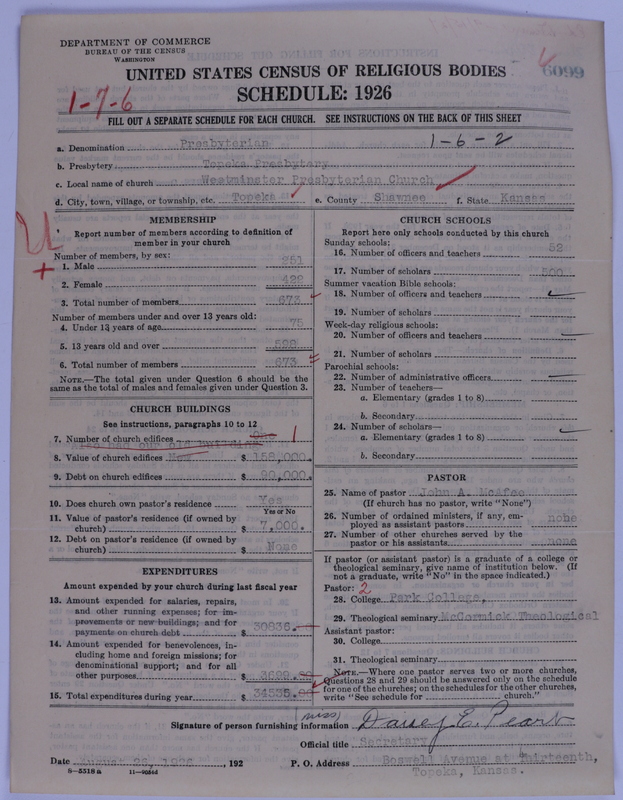 DEPARTMENT OF COMMERCE
BUREAU OF THE CENSUS
WASHINGTON
UNITED STATES CENSUS OF RELIGIOUS BODIES
6099
SCHEDULE: 1926
1-7-6
FILL OUT A SEPARATE SCHEDULE FOR EACH CHURCH. SEE INSTRUCTIONS ON THE BACK OF THIS SHEET
1-6-2
a. Denomination Presbyterian
b. Presbytery Topeka Presbytery
c. Local name of church Westminster Presbyterian Church
d. City, town, village, or township, etc. Topeka e. County Shawnee f. State Kansas
MEMBERSHIP
Report number of members according to definition of
member in your church
Number of members, by sex:
1. Male 251
2. Female 422
3. Total number of members 673
Number of members under and over 13 years old:
4. Under 13 years of age 75
5. 13 years old and over 598
6. Total number of members 673
NOTE.—The total given under Question 6 should be the
same as the total of males and females given under Question 3.
CHURCH BUILDINGS
See instructions, paragraphs 10 to 12
7. Number of church edifices One 1
8. Value of church edifices New $ 158,000.
9. Debt on church edifices $ 90,000.
10. Does church own pastor's residence Yes
Yes or No
11. Value of pastor's residence (if owned by
church) $ 7,000.
12. Debt on pastor's residence (if owned by
church) $ None
EXPENDITURES
Amount expended by your church during last fiscal year
13. Amount expended for salaries, repairs,
and other running expenses; for im-
provements or new buildings; and for
payments on church debt $ 30836.
14. Amount expended for benevolences, in-
cluding home and foreign missions; for
denominational support; and for all
other purposes $
15. Total expenditures during year $
CHURCH SCHOOLS
Report here only schools conducted by this church
Sunday schools:
16. Number of officers and teachers 52
17. Number of scholars 500
Summer vacation Bible schools:
18. Number of officers and teachers
19. Number of scholars
Week-day religious schools:
20. Number of officers and teachers
21. Number of scholars
Parochial schools:
22. Number of administrative officers
23. Number of teachers—
a. Elementary (grades 1 to 8)
b. Secondary
24. Number of scholars—
a. Elementary (grades 1 to 8)
b. Secondary
PASTOR
25. Name of pastor John A. McAfee
(If church has no pastor, write "None")
26. Number of ordained ministers, if any, em-
ployed as assistant pastors none
27. Number of other churches served by the
pastor or his assistants none
If pastor (or assistant pastor) is a graduate of a college or
theological seminary, give name of institution below. (If
not a graduate, write "No" in the space indicated.)
Pastor: 2
28. College Park College,
29. Theological seminary McCormick Theological
Assistant pastor:
30. College
31. Theological seminary
NOTE.—Where one pastor serves two or more churches,
Questions 28 and 29 should be answered only on the schedule
for one of the churches; on the schedules for the other churches,
write "See schedule for church."
(miss)
Signature of person furnishing information
Official title Secretary
Date August 1926 , 192 P. O. Address Boswell Avenue at Thirteenth,
8-5518a Topeka, Kansas.